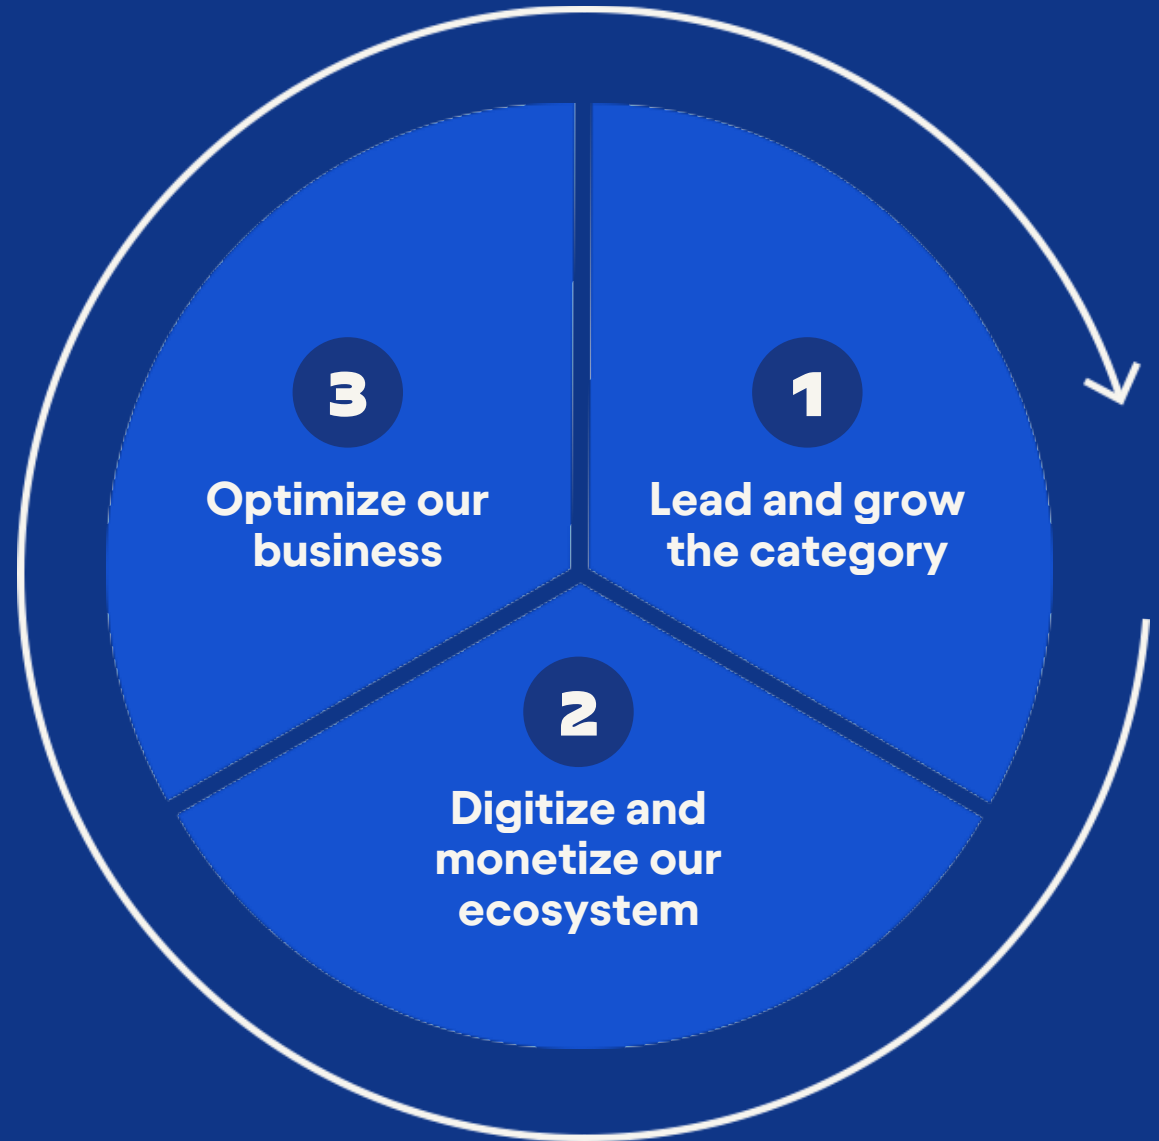 1
Lead and grow
the category
2
Digitize and
monetize our
ecosystem
3
Optimize our
business